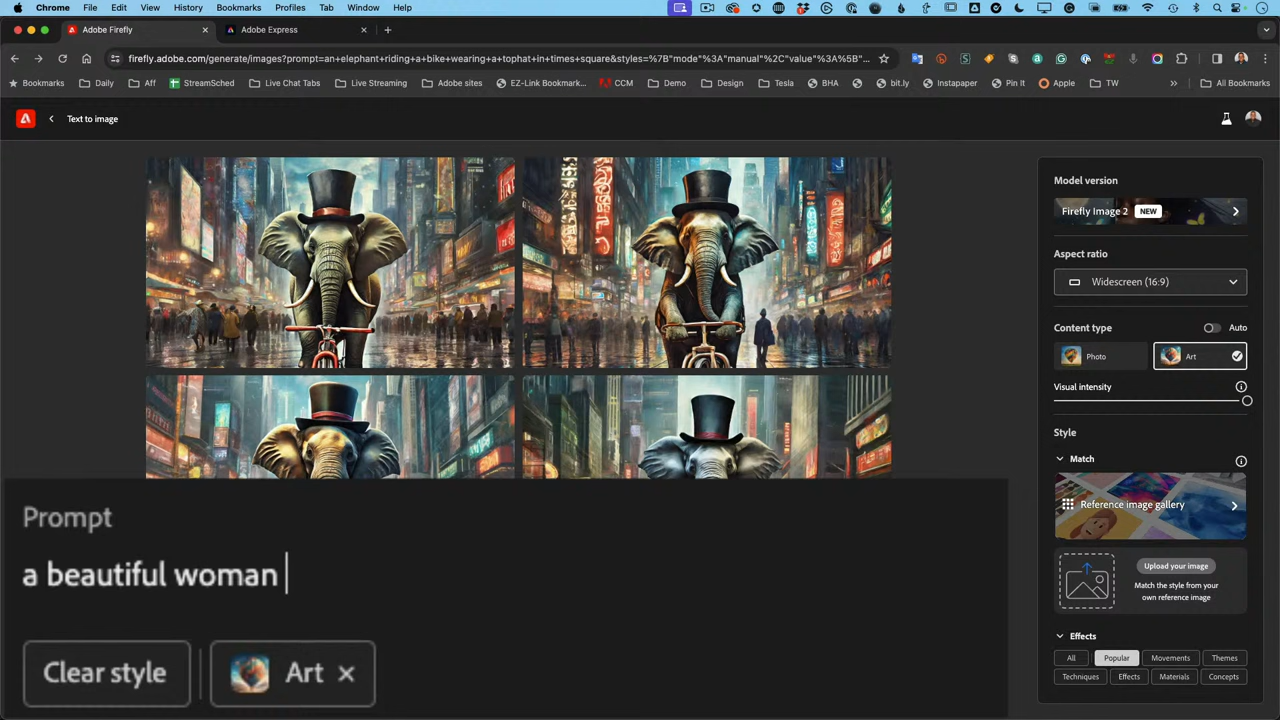 Chrome File Edit View History Bookmarks Profiles Tab Window Help
Adobe Firefly
Adobe Express
firefly.adobe.com/generate/images?prompt=an+elephant+riding+a+bike+wearing+a+tophat+in+times+square&styles=%7B"mode"%3A"manual"%2C"value"%3A%5B"...
Bookmarks Daily Aff StreamSched Live Chat Tabs Live Streaming Adobe sites EZ-Link Bookmark... CCM Demo Design Tesla BHA bit.ly Instapaper Pin It Apple TW All Bookmarks
Text to image
Model version
Firefly Image 2 NEW
Aspect ratio
Widescreen (16:9)
Content type Auto
Photo Art
Visual intensity
Style
Match
Reference image gallery
Upload your image
Match the style from your
own reference image
Effects
All Popular Movements Themes
Techniques Effects Materials Concepts
Prompt
a beautiful woman
Clear style Art